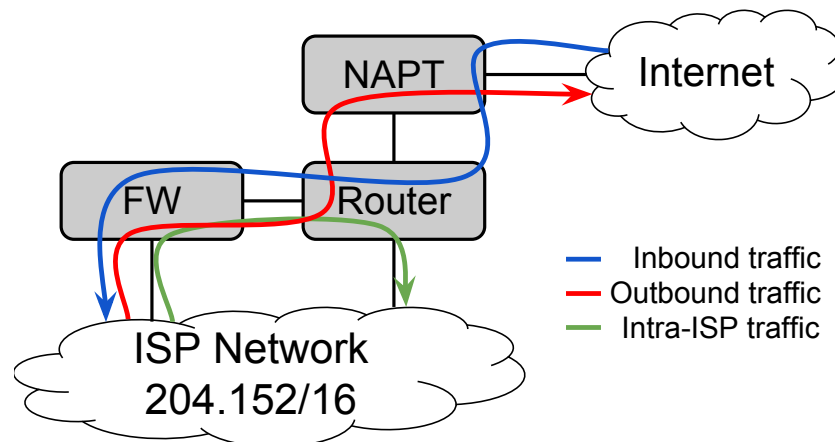 NAPT
Internet
FW
Router
Inbound traffic
Outbound traffic
Intra-ISP traffic
ISP Network
204.152/16